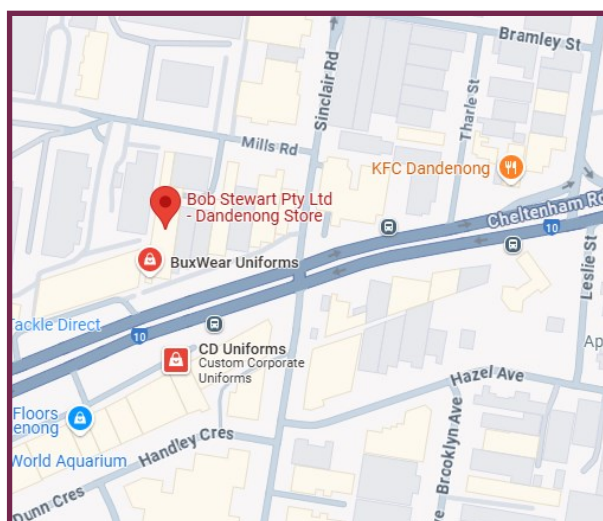 Bramley St
Sinclair Rd
Tharle St
Mills Rd
KFC Dandenong
Bob Stewart Pty Ltd
- Dandenong Store
Cheltenham Ro
10
Leslie St
BuxWear Uniforms
Tackle Direct
10
CD Uniforms
Custom Corporate
Uniforms
Ap
Hazel Ave
Floors
enong
Brooklyn Ave
Handley Cres
World Aquarium
Dunn Cres